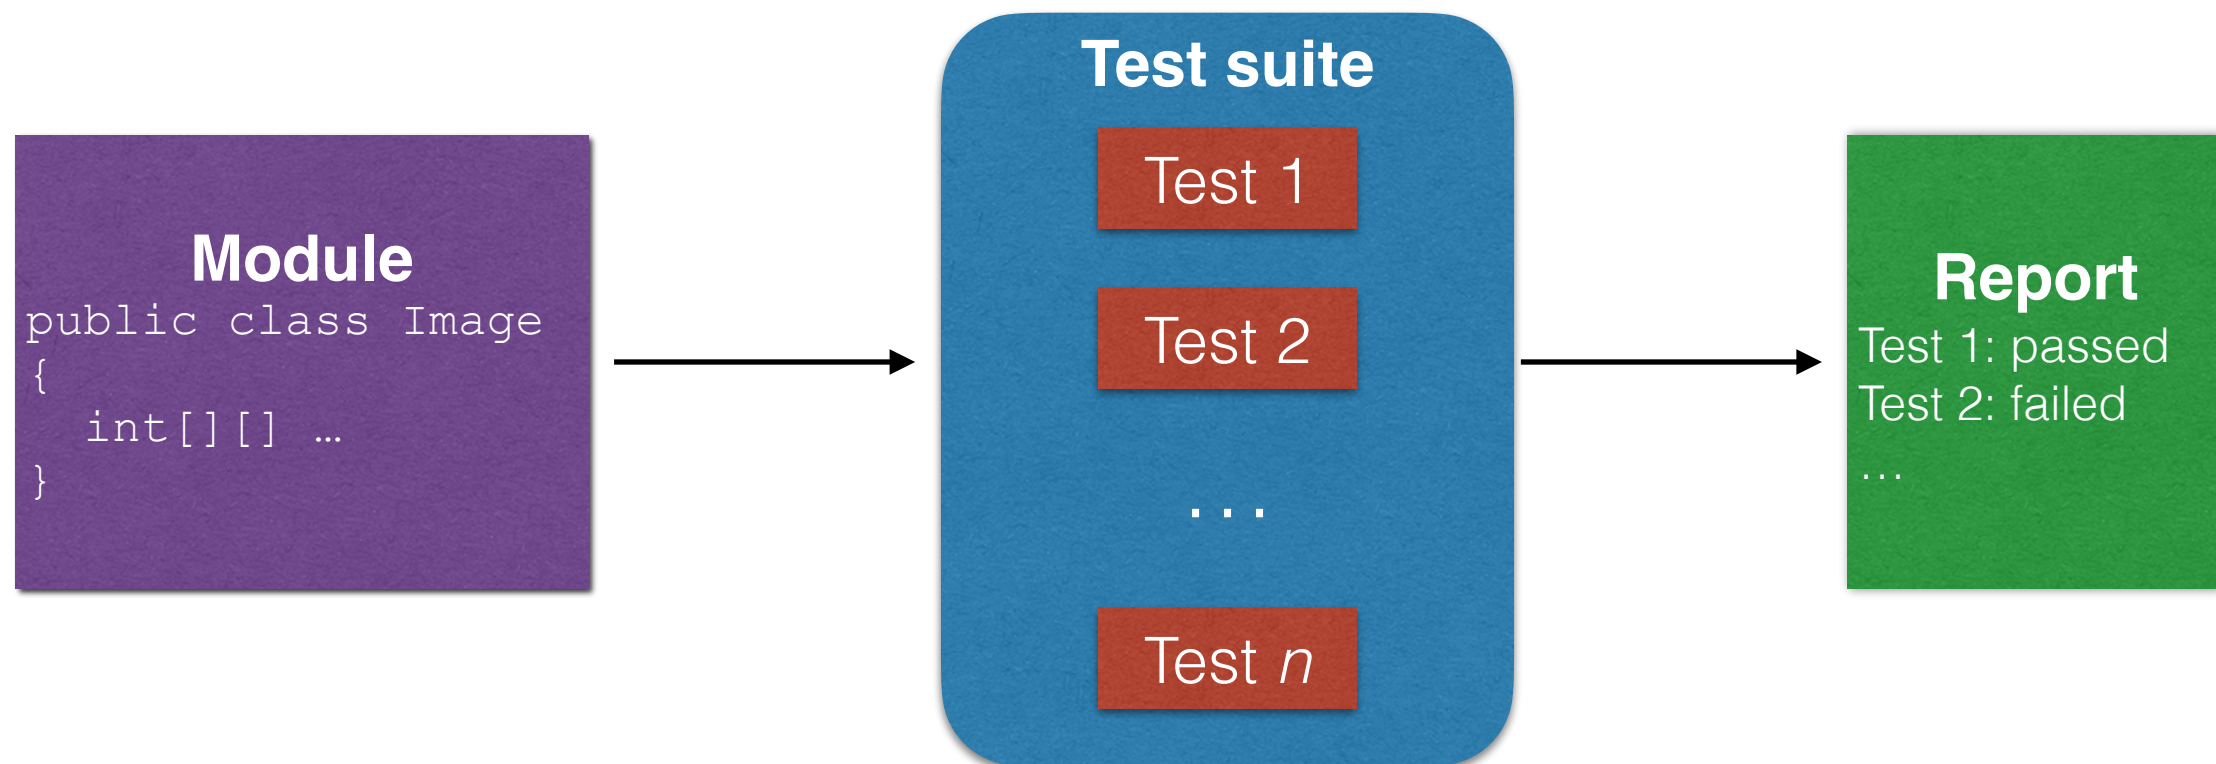 Module
public class Image
{
int[][] …
}
Test suite
Test 1
Test 2
...
Test n
Report
Test 1: passed
Test 2: failed
…